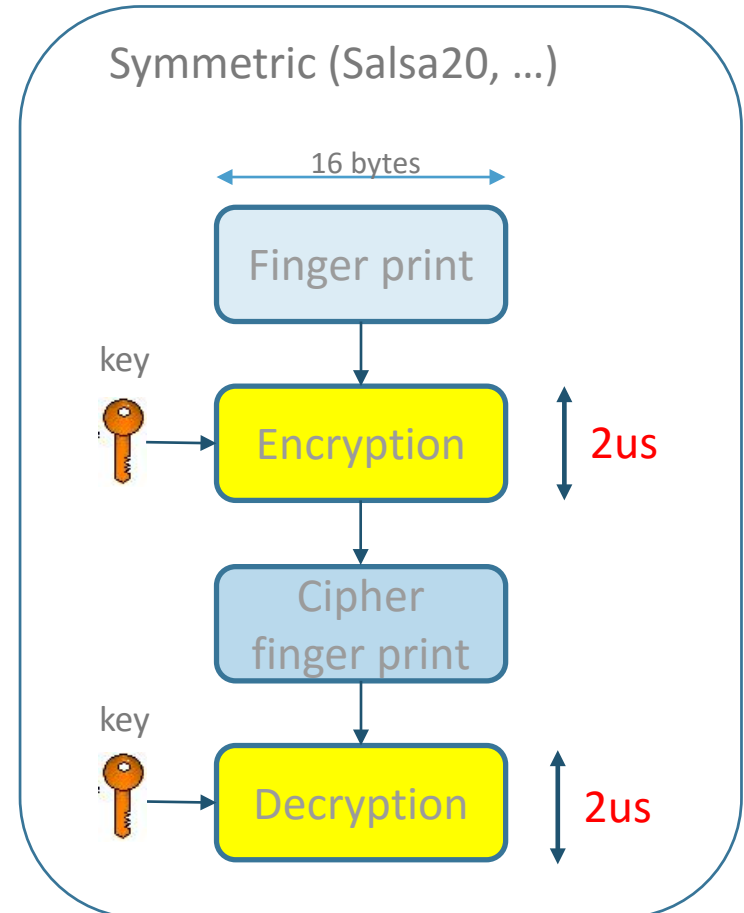 Symmetric (Salsa20, …)
16 bytes
Finger print
key
Encryption
2us
Cipher
finger print
key
Decryption
2us